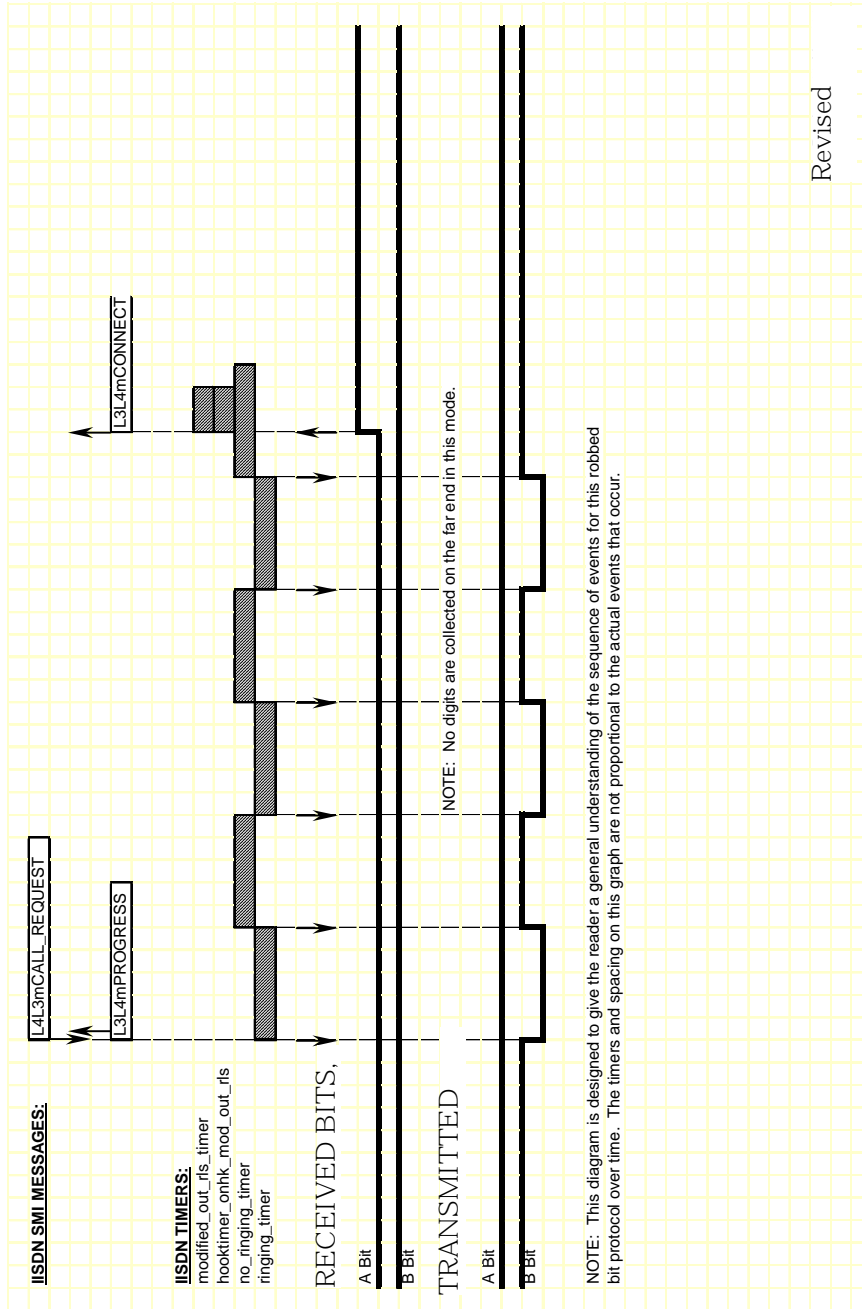 IISDN SMI MESSAGES:
L4L3mCALL_REQUEST
L3L4mPROGRESS
L3L4mCONNECT
IISDN TIMERS:
modified_out_rls_timer
hooktimer_onhk_mod_out_rls
no_ringing_timer
ringing_timer
RECEIVED BITS,
A Bit
B Bit
NOTE: No digits are collected on the far end in this mode.
TRANSMITTED
A Bit
B Bit
NOTE: This diagram is designed to give the reader a general understanding of the sequence of events for this robbed
bit protocol over time. The timers and spacing on this graph are not proportional to the actual events that occur.
Revised